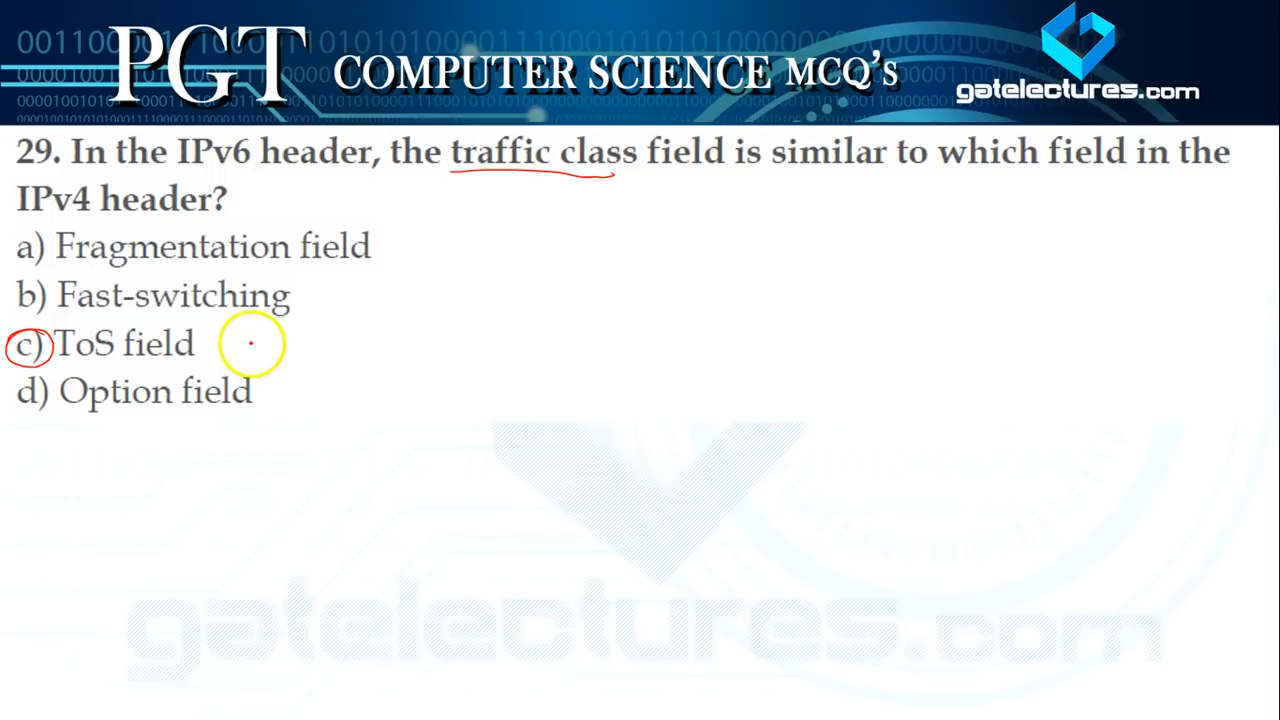 PGT COMPUTER SCIENCE MCQ's
gatelectures.com
29. In the IPv6 header, the traffic class field is similar to which field in the
IPv4 header?
a) Fragmentation field
b) Fast-switching
c) ToS field
d) Option field
gatelectures.com